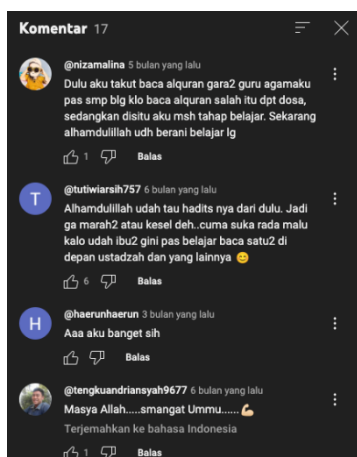 Komentar 17
@nizamalina 5 bulan yang lalu
Dulu aku takut baca alquran gara2 guru agamaku
pas smp blg klo baca alquran salah itu dpt dosa,
sedangkan disitu aku msh tahap belajar. Sekarang
alhamdulillah udh berani belajar lg
1 Balas
T
@tutiwiarsih757 6 bulan yang lalu
Alhamdulillah udah tau hadits nya dari dulu. Jadi
ga marah2 atau kesel deh..cuma suka rada malu
kalo udah ibu2 gini pas belajar baca satu2 di
depan ustadzah dan yang lainnya 😊
6 Balas
H
@haerunhaerun 3 bulan yang lalu
Aaa aku banget sih
Balas
@tengkuandriansyah9677 6 bulan yang lalu
Masya Allah.....smangat Ummu...... 💪
Terjemahkan ke bahasa Indonesia
1 Balas